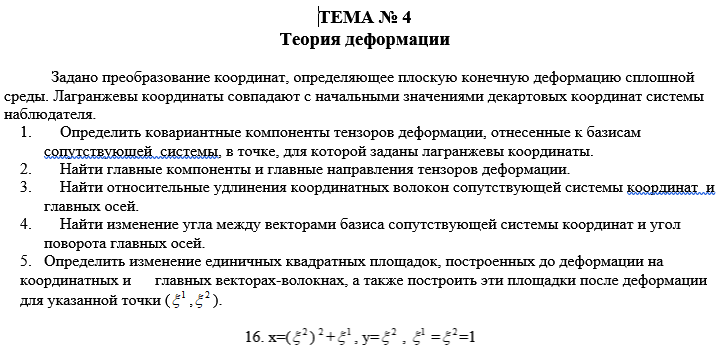 ТЕМА № 4
Теория деформации
Задано преобразование координат, определяющее плоскую конечную деформацию сплошной
среды. Лагранжевы координаты совпадают с начальными значениями декартовых координат системы
наблюдателя.
1. Определить ковариантные компоненты тензоров деформации, отнесенные к базисам
сопутствующей системы, в точке, для которой заданы лагранжевы координаты.
2. Найти главные компоненты и главные направления тензоров деформации.
3. Найти относительные удлинения координатных волокон сопутствующей системы координат и
главных осей.
4. Найти изменение угла между векторами базиса сопутствующей системы координат и угол
поворота главных осей.
5. Определить изменение единичных квадратных площадок, построенных до деформации на
координатных и главных векторах-волокнах, а также построить эти площадки после деформации
для указанной точки (ξ¹, ξ²).
16. x=(ξ²)²+ξ¹, y=ξ², ξ¹=ξ²=1